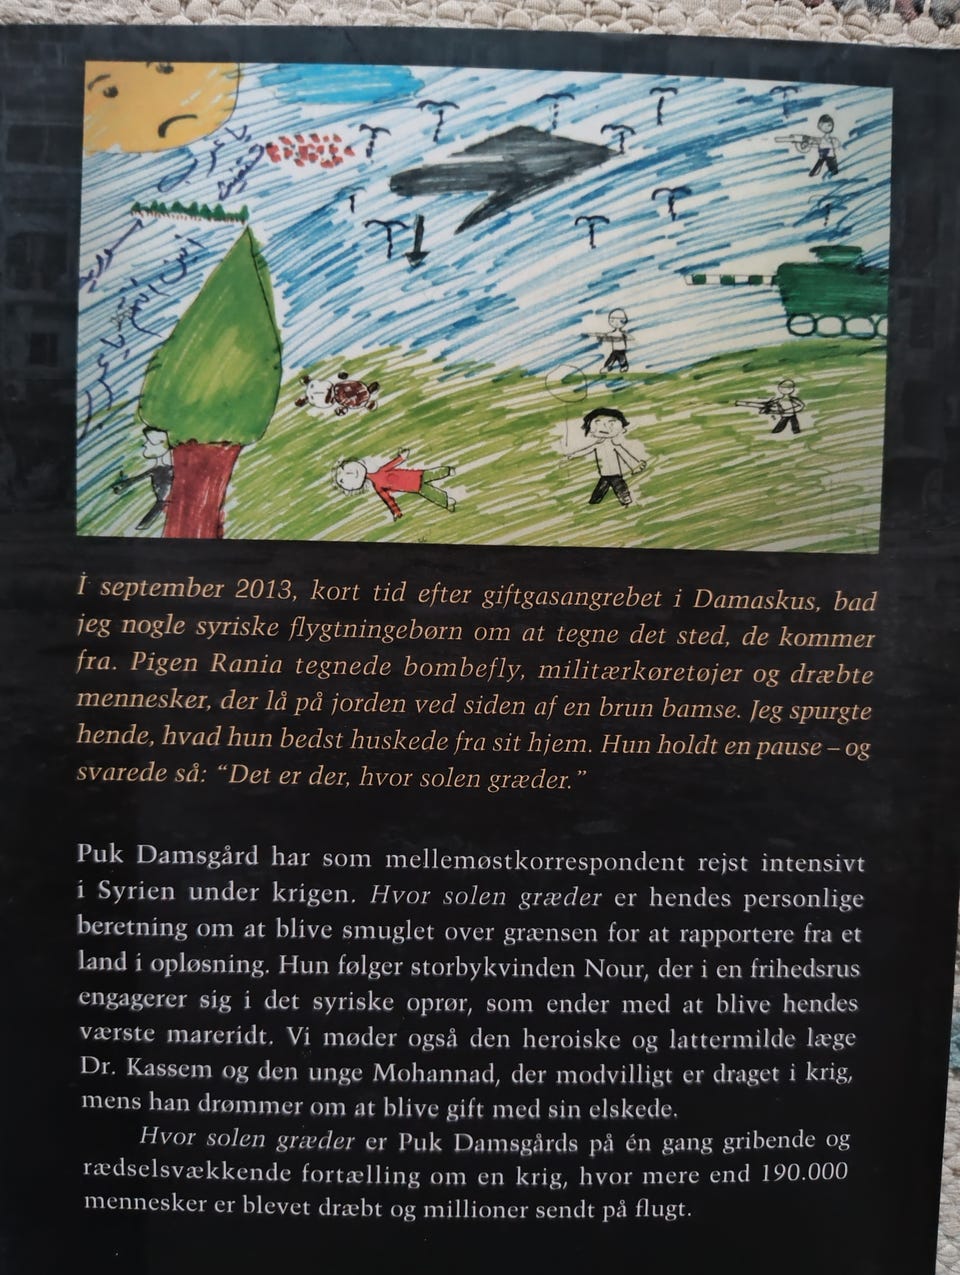 I september 2013, kort tid efter giftgasangrebet i Damaskus, bad
jeg nogle syriske flygtningebørn om at tegne det sted, de kommer
fra. Pigen Rania tegnede bombefly, militærkøretøjer og dræbte
mennesker, der lå på jorden ved siden af en brun bamse. Jeg spurgte
hende, hvad hun bedst huskede fra sit hjem. Hun holdt en pause – og
svarede så: “Det er der, hvor solen græder.”
Puk Damsgård har som mellemøstkorrespondent rejst intensivt
i Syrien under krigen. Hvor solen græder er hendes personlige
beretning om at blive smuglet over grænsen for at rapportere fra et
land i opløsning. Hun følger storbykvinden Nour, der i en frihedsrus
engagerer sig i det syriske oprør, som ender med at blive hendes
værste mareridt. Vi møder også den heroiske og lattermilde læge
Dr. Kassem og den unge Mohannad, der modvilligt er draget i krig,
mens han drømmer om at blive gift med sin elskede.
Hvor solen græder er Puk Damsgårds på én gang gribende og
rædselsvækkende fortælling om en krig, hvor mere end 190.000
mennesker er blevet dræbt og millioner sendt på flugt.